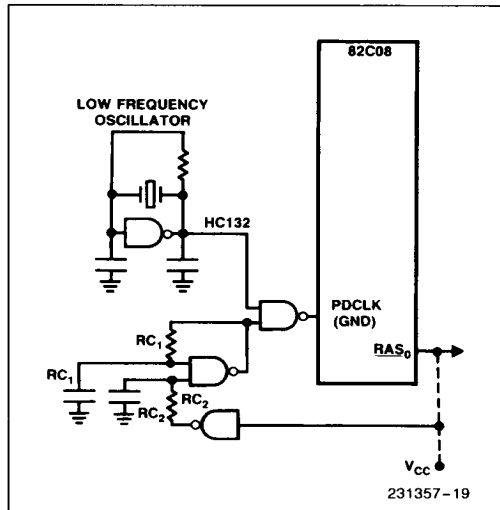 82C08
LOW FREQUENCY
OSCILLATOR
HC132
PDCLK
(GND)
RAS0
RC1
RC1
RC2
RC2
VCC
231357-19